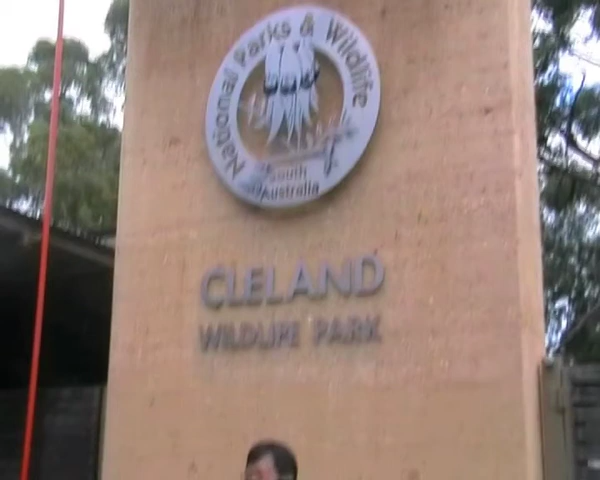 National Parks & Wildlife
South
Australia
CLELAND
WILDLIFE PARK